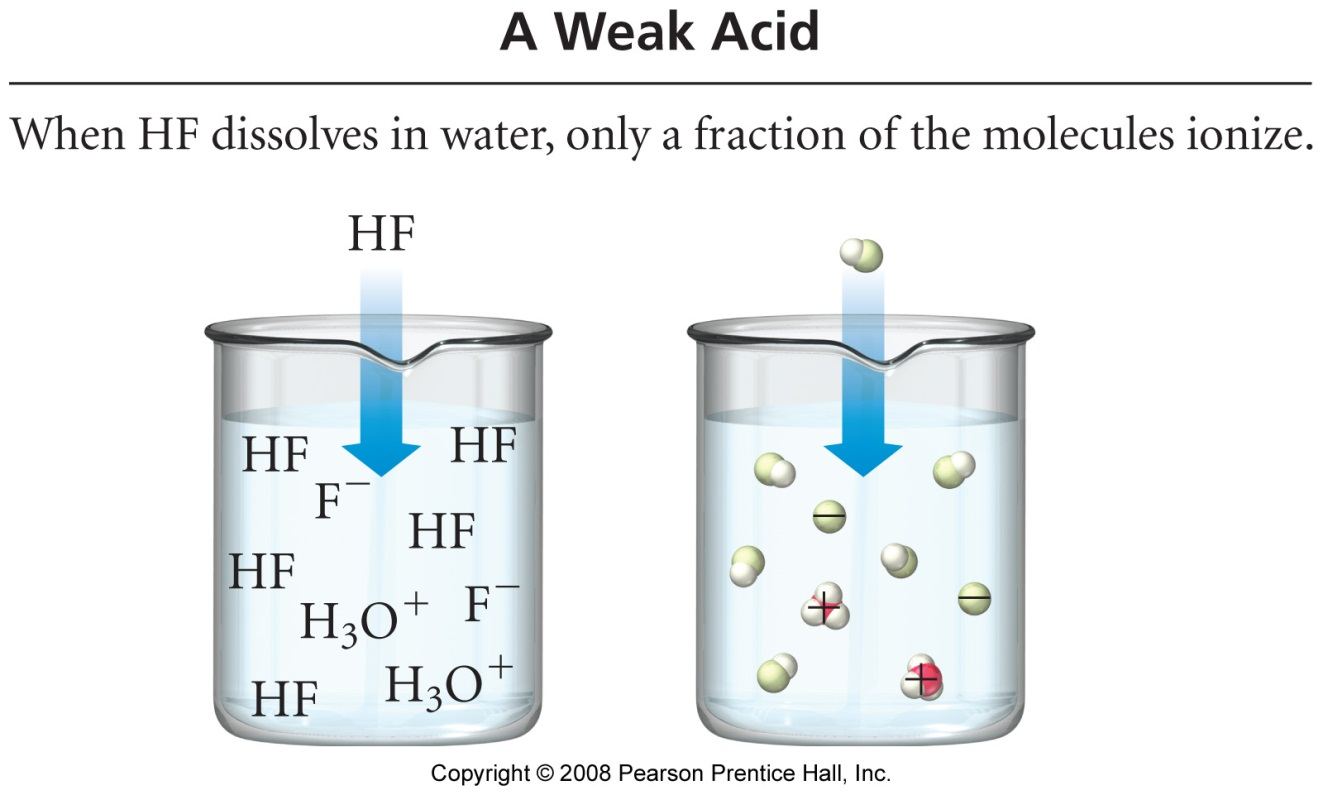 A Weak Acid
When HF dissolves in water, only a fraction of the molecules ionize.
HF
HF HF
F⁻
HF
HF
H₃O⁺ F⁻
H₃O⁺
HF
− 
−
+
+
Copyright © 2008 Pearson Prentice Hall, Inc.